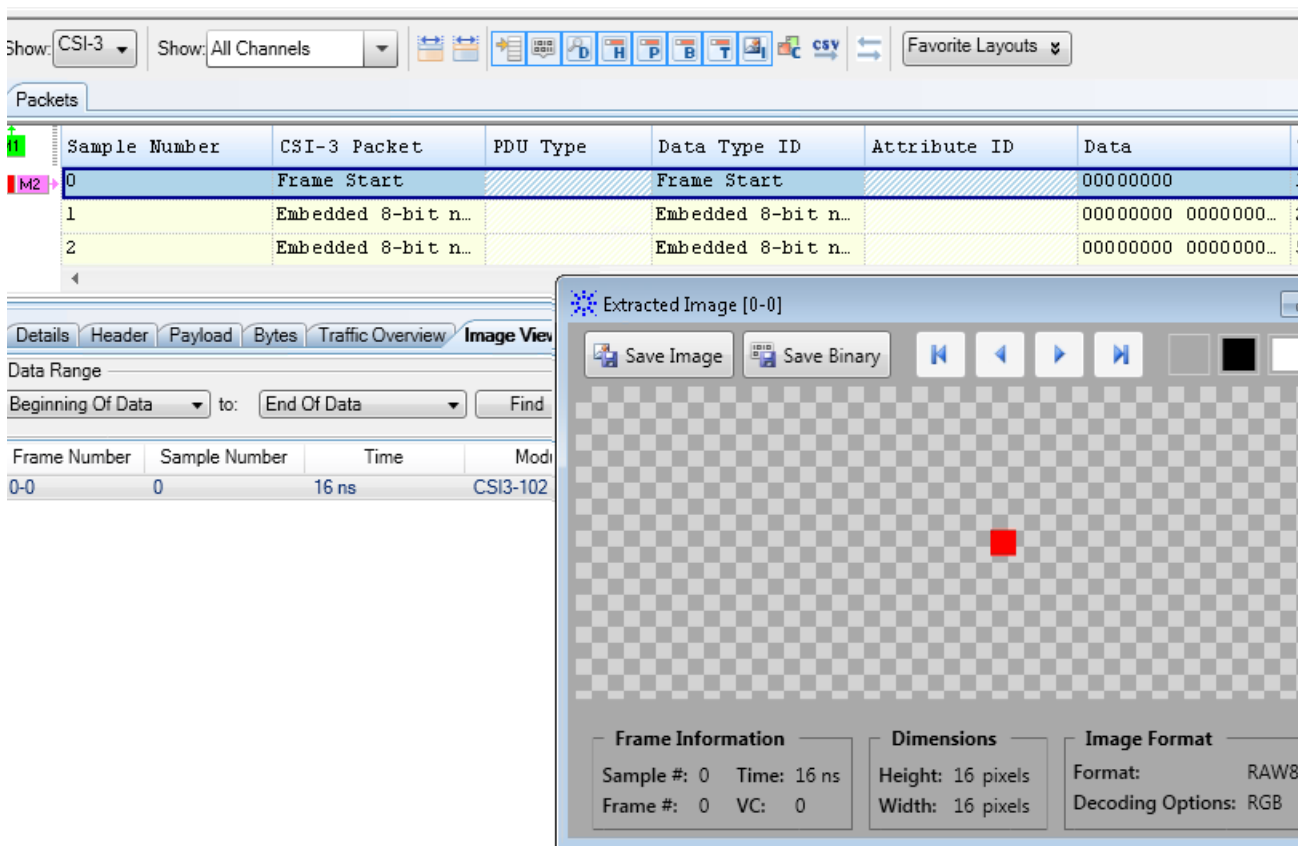 Show: CSI-3 Show: All Channels CSV Favorite Layouts
Packets
Sample Number CSI-3 Packet PDU Type Data Type ID Attribute ID Data
M2 0 Frame Start Frame Start 00000000
1 Embedded 8-bit n… Embedded 8-bit n… 00000000 0000000…
2 Embedded 8-bit n… Embedded 8-bit n… 00000000 0000000…
Extracted Image [0-0]
Details Header Payload Bytes Traffic Overview Image View
Save Image Save Binary
Data Range
Beginning Of Data to: End Of Data Find
Frame Number Sample Number Time Modu
0-0 0 16 ns CSI3-102
Frame Information Dimensions Image Format
Sample #: 0 Time: 16 ns Height: 16 pixels Format: RAW8
Frame #: 0 VC: 0 Width: 16 pixels Decoding Options: RGB